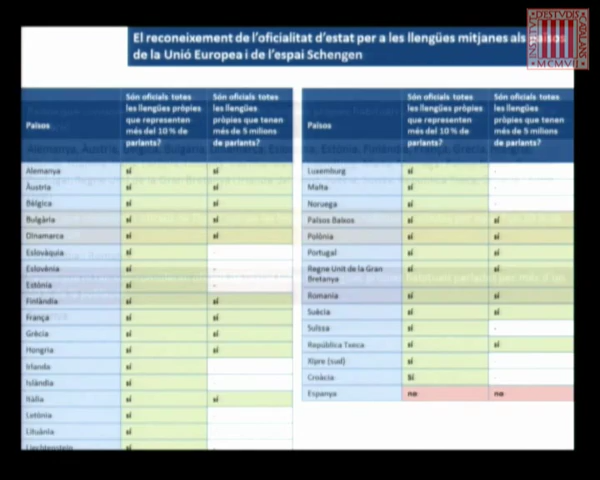 El reconeixement de l'oficialitat d'estat per a les llengües mitjanes als països
de la Unió Europea i de l'espai Schengen
INSTITUT D'ESTUDIS CATALANS
MCMVII
Països
Són oficials totes
les llengües pròpies
que representen
més del 10 % de
parlants?
Són oficials totes
les llengües
pròpies que tenen
més de 5 milions
de parlants?
Alemanya sí sí
Àustria sí sí
Bèlgica sí sí
Bulgària sí sí
Dinamarca sí sí
Eslovàquia sí -
Eslovènia sí -
Estònia sí -
Finlàndia sí sí
França sí sí
Grècia sí sí
Hongria sí sí
Irlanda sí
Islàndia sí
Itàlia sí sí
Letònia sí
Lituània sí
Liechtenstein sí
Països
Són oficials totes
les llengües pròpies
que representen
més del 10 % de
parlants?
Són oficials totes
les llengües
pròpies que tenen
més de 5 milions
de parlants?
Luxemburg sí -
Malta sí -
Noruega sí -
Països Baixos sí sí
Polònia sí sí
Portugal sí sí
Regne Unit de la Gran
Bretanya sí sí
Romania sí sí
Suècia sí sí
Suïssa sí -
República Txeca sí sí
Xipre (sud) sí
Croàcia Sí -
Espanya no no